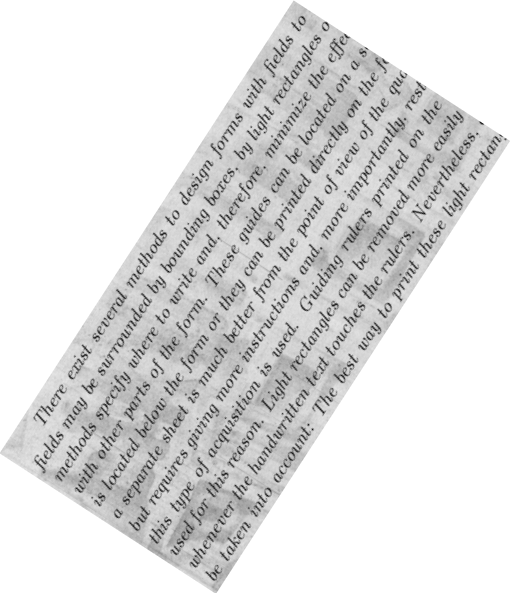 There exist several methods to design forms with fields to
fields may be surrounded by bounding boxes, by light rectangles o
methods specify where to write and, therefore, minimize the effe
with other parts of the form. These guides can be located on a s
is located below the form or they can be printed directly on the fo
a separate sheet is much better from the point of view of the qua
but requires giving more instructions and, more importantly, rest
this type of acquisition is used. Guiding rulers printed on the
used for this reason. Light rectangles can be removed more easily
whenever the handwritten text touches the rulers. Nevertheless,
be taken into account: The best way to print these light rectan